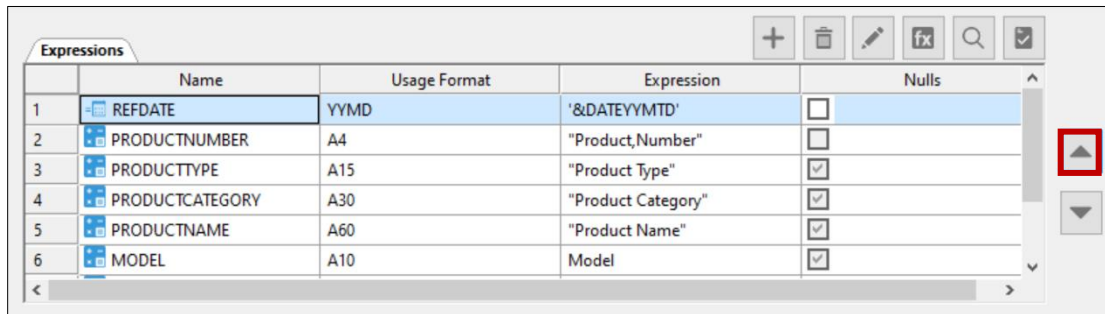 Expressions
fx
Name Usage Format Expression Nulls
1 REFDATE YYMD '&DATEYYMTD'
2 PRODUCTNUMBER A4 "Product,Number"
3 PRODUCTTYPE A15 "Product Type"
4 PRODUCTCATEGORY A30 "Product Category"
5 PRODUCTNAME A60 "Product Name"
6 MODEL A10 Model